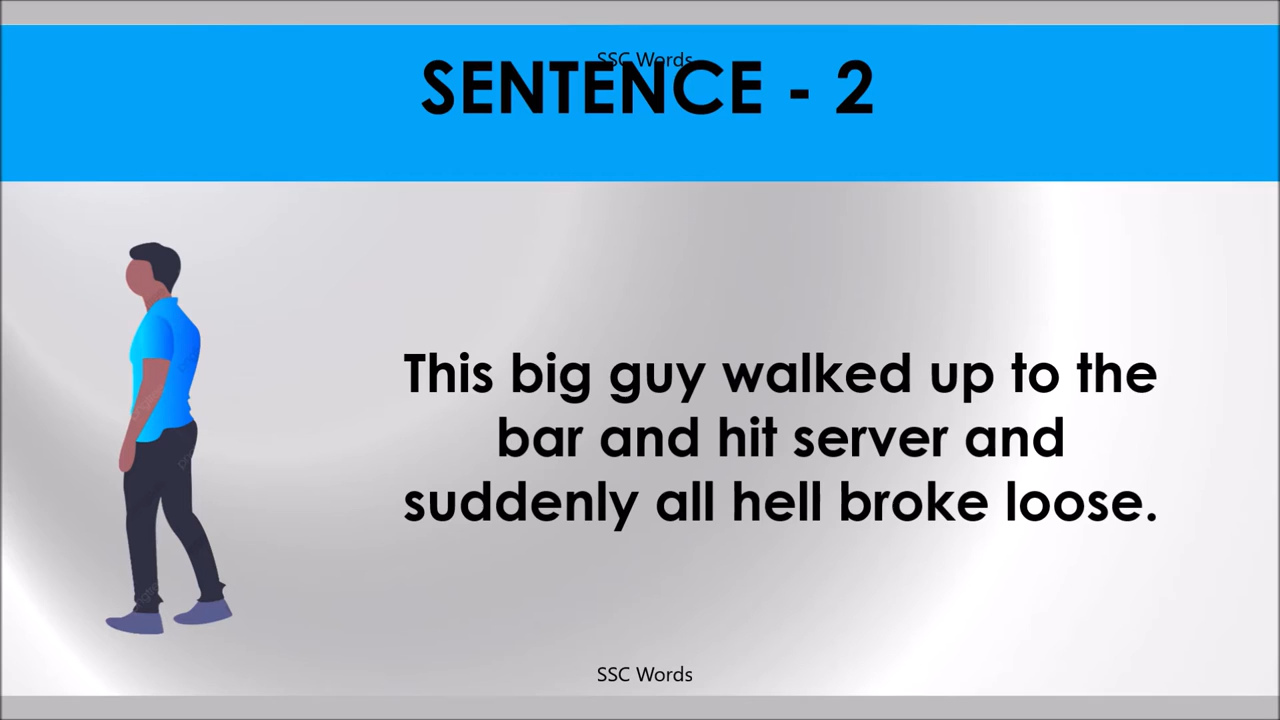 SSC Words
SENTENCE - 2
This big guy walked up to the
bar and hit server and
suddenly all hell broke loose.
SSC Words